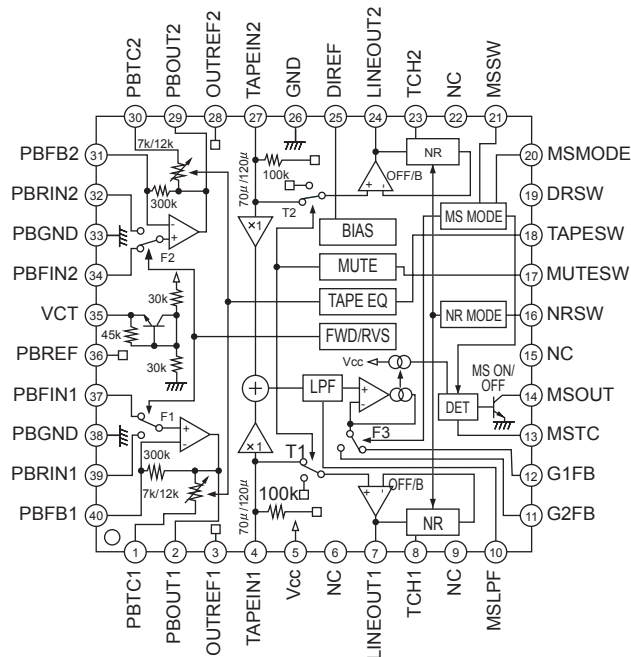 PBTC2
PBOUT2
OUTREF2
TAPEIN2
GND
DIREF
LINEOUT2
TCH2
NC
MSSW
30
29
28
27
26
25
24
23
22
21
7k/12k
300k
70μ/120μ
100k
T2
+ -
OFF/B
NR
PBFB2 31
PBRIN2 32
PBGND 33
PBFIN2 34
VCT 35
PBREF 36
PBFIN1 37
PBGND 38
PBRIN1 39
PBFB1 40
20 MSMODE
19 DRSW
18 TAPESW
17 MUTESW
16 NRSW
15 NC
14 MSOUT
13 MSTC
12 G1FB
11 G2FB
-
+
F2
×1
BIAS
MS MODE
MUTE
TAPE EQ
NR MODE
FWD/RVS
30k
45k
30k
Vcc
MS ON/
OFF
+
LPF
+
-
DET
F3
F1
+
-
×1
T1
300k
7k/12k
70μ/120μ
100k
+ -
OFF/B
NR
1
2
3
4
5
6
7
8
9
10
PBTC1
PBOUT1
OUTREF1
TAPEIN1
Vcc
NC
LINEOUT1
TCH1
NC
MSLPF